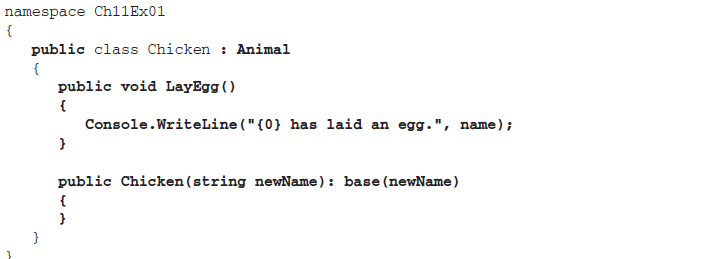 namespace Ch11Ex01
{
public class Chicken : Animal
{
public void LayEgg()
{
Console.WriteLine("{0} has laid an egg.", name);
}
public Chicken(string newName): base(newName)
{
}
}
}